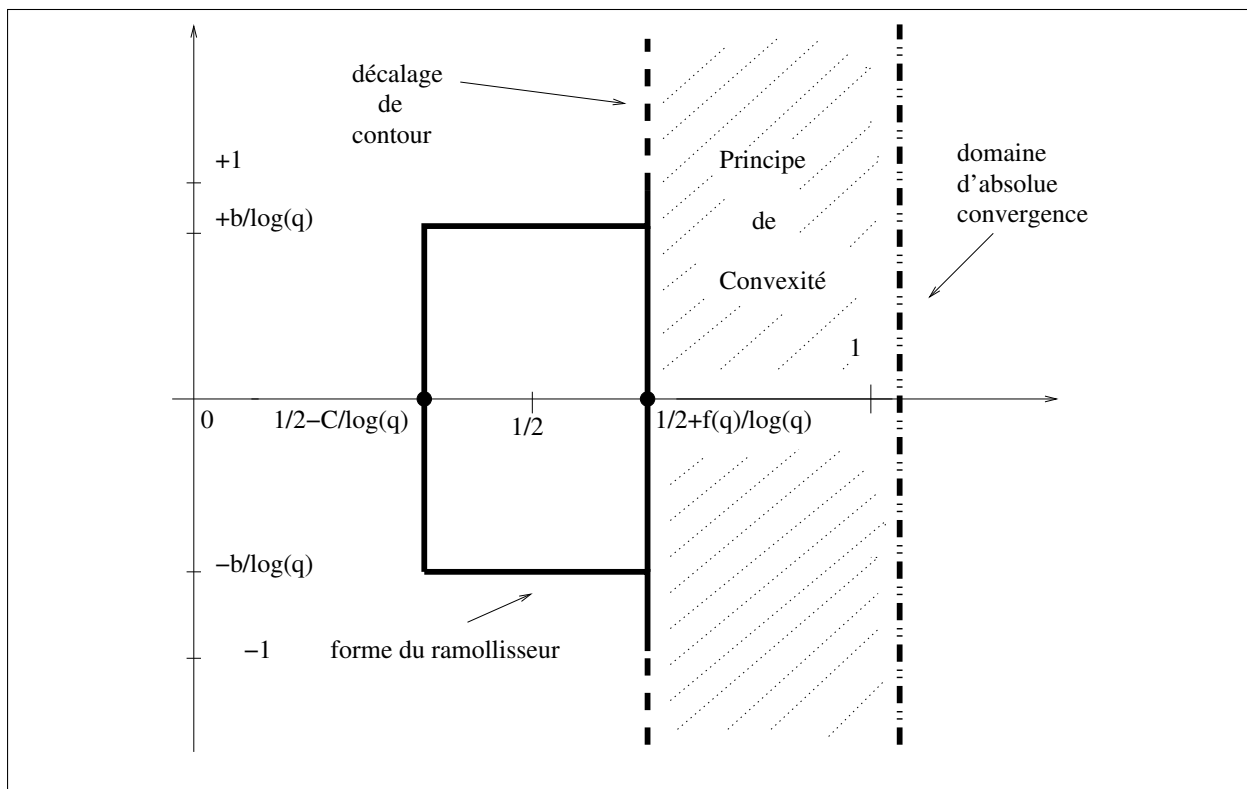 décalage
de
contour
+1
Principe
domaine
d'absolue
convergence
+b/log(q)
de
Convexité
1
0
1/2−C/log(q)
1/2
1/2+f(q)/log(q)
−b/log(q)
−1
forme du ramollisseur